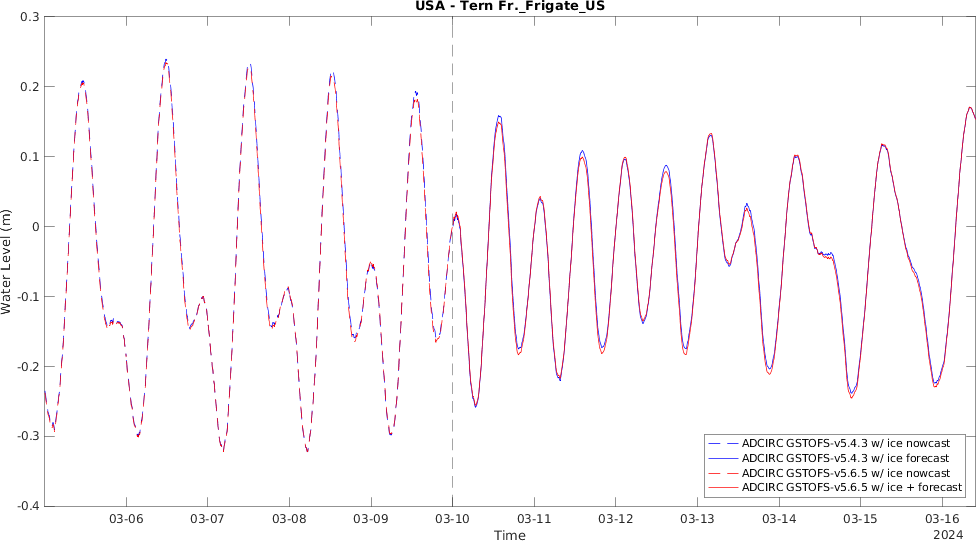 USA - Tern Fr._Frigate_US
0.3
0.2
0.1
0
-0.1
-0.2
-0.3
-0.4
Water Level (m)
ADCIRC GSTOFS-v5.4.3 w/ ice nowcast
ADCIRC GSTOFS-v5.4.3 w/ ice forecast
ADCIRC GSTOFS-v5.6.5 w/ ice nowcast
ADCIRC GSTOFS-v5.6.5 w/ ice + forecast
03-06 03-07 03-08 03-09 03-10 03-11 03-12 03-13 03-14 03-15 03-16
Time
2024